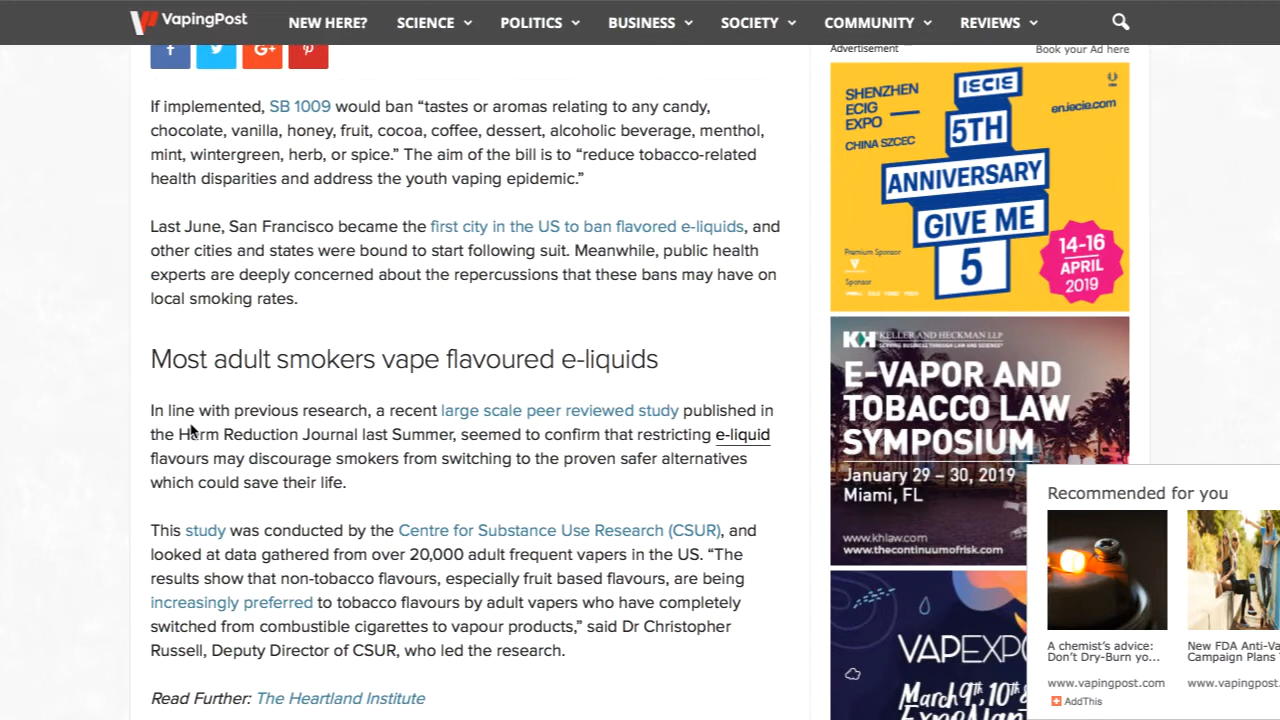 VapingPost
NEW HERE? SCIENCE POLITICS BUSINESS SOCIETY COMMUNITY REVIEWS
If implemented, SB 1009 would ban “tastes or aromas relating to any candy,
chocolate, vanilla, honey, fruit, cocoa, coffee, dessert, alcoholic beverage, menthol,
mint, wintergreen, herb, or spice.” The aim of the bill is to “reduce tobacco-related
health disparities and address the youth vaping epidemic.”
Last June, San Francisco became the first city in the US to ban flavored e-liquids, and
other cities and states were bound to start following suit. Meanwhile, public health
experts are deeply concerned about the repercussions that these bans may have on
local smoking rates.
Most adult smokers vape flavoured e-liquids
In line with previous research, a recent large scale peer reviewed study published in
the Harm Reduction Journal last Summer, seemed to confirm that restricting e-liquid
flavours may discourage smokers from switching to the proven safer alternatives
which could save their life.
This study was conducted by the Centre for Substance Use Research (CSUR), and
looked at data gathered from over 20,000 adult frequent vapers in the US. “The
results show that non-tobacco flavours, especially fruit based flavours, are being
increasingly preferred to tobacco flavours by adult vapers who have completely
switched from combustible cigarettes to vapour products,” said Dr Christopher
Russell, Deputy Director of CSUR, who led the research.
Read Further: The Heartland Institute
Advertisement
Book your Ad here
SHENZHEN
ECIG
EXPO
CHINA SZCEC
IECIE
en.iecie.com
5TH
ANNIVERSARY
GIVE ME
5
Premium Sponsor
Sponsor
14-16
APRIL
2019
KH KELLER AND HECKMAN LLP
SERVING BUSINESS THROUGH LAW AND SCIENCE
E-VAPOR AND
TOBACCO LAW
SYMPOSIUM
January 29 – 30, 2019
Miami, FL
www.khlaw.com
www.thecontinuumofrisk.com
VAPEXPO
March 9th, 10th &
Recommended for you
A chemist’s advice:
Don’t Dry-Burn yo...
www.vapingpost.com
New FDA Anti-Va
Campaign Plans
www.vapingpost.
AddThis